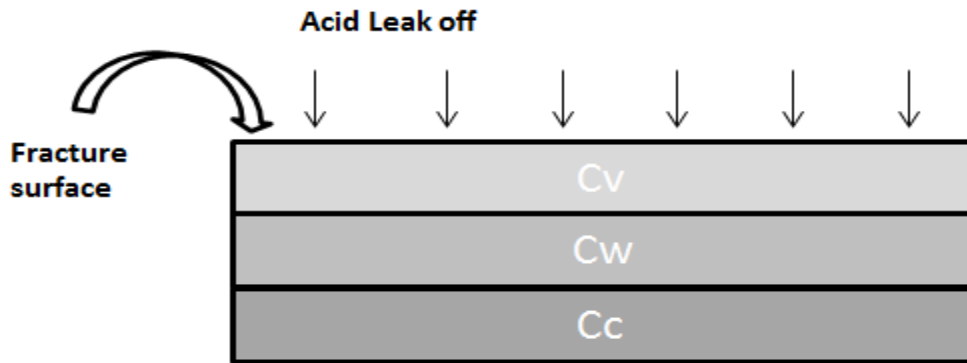 Acid Leak off
Fracture
surface
Cv
Cw
Cc